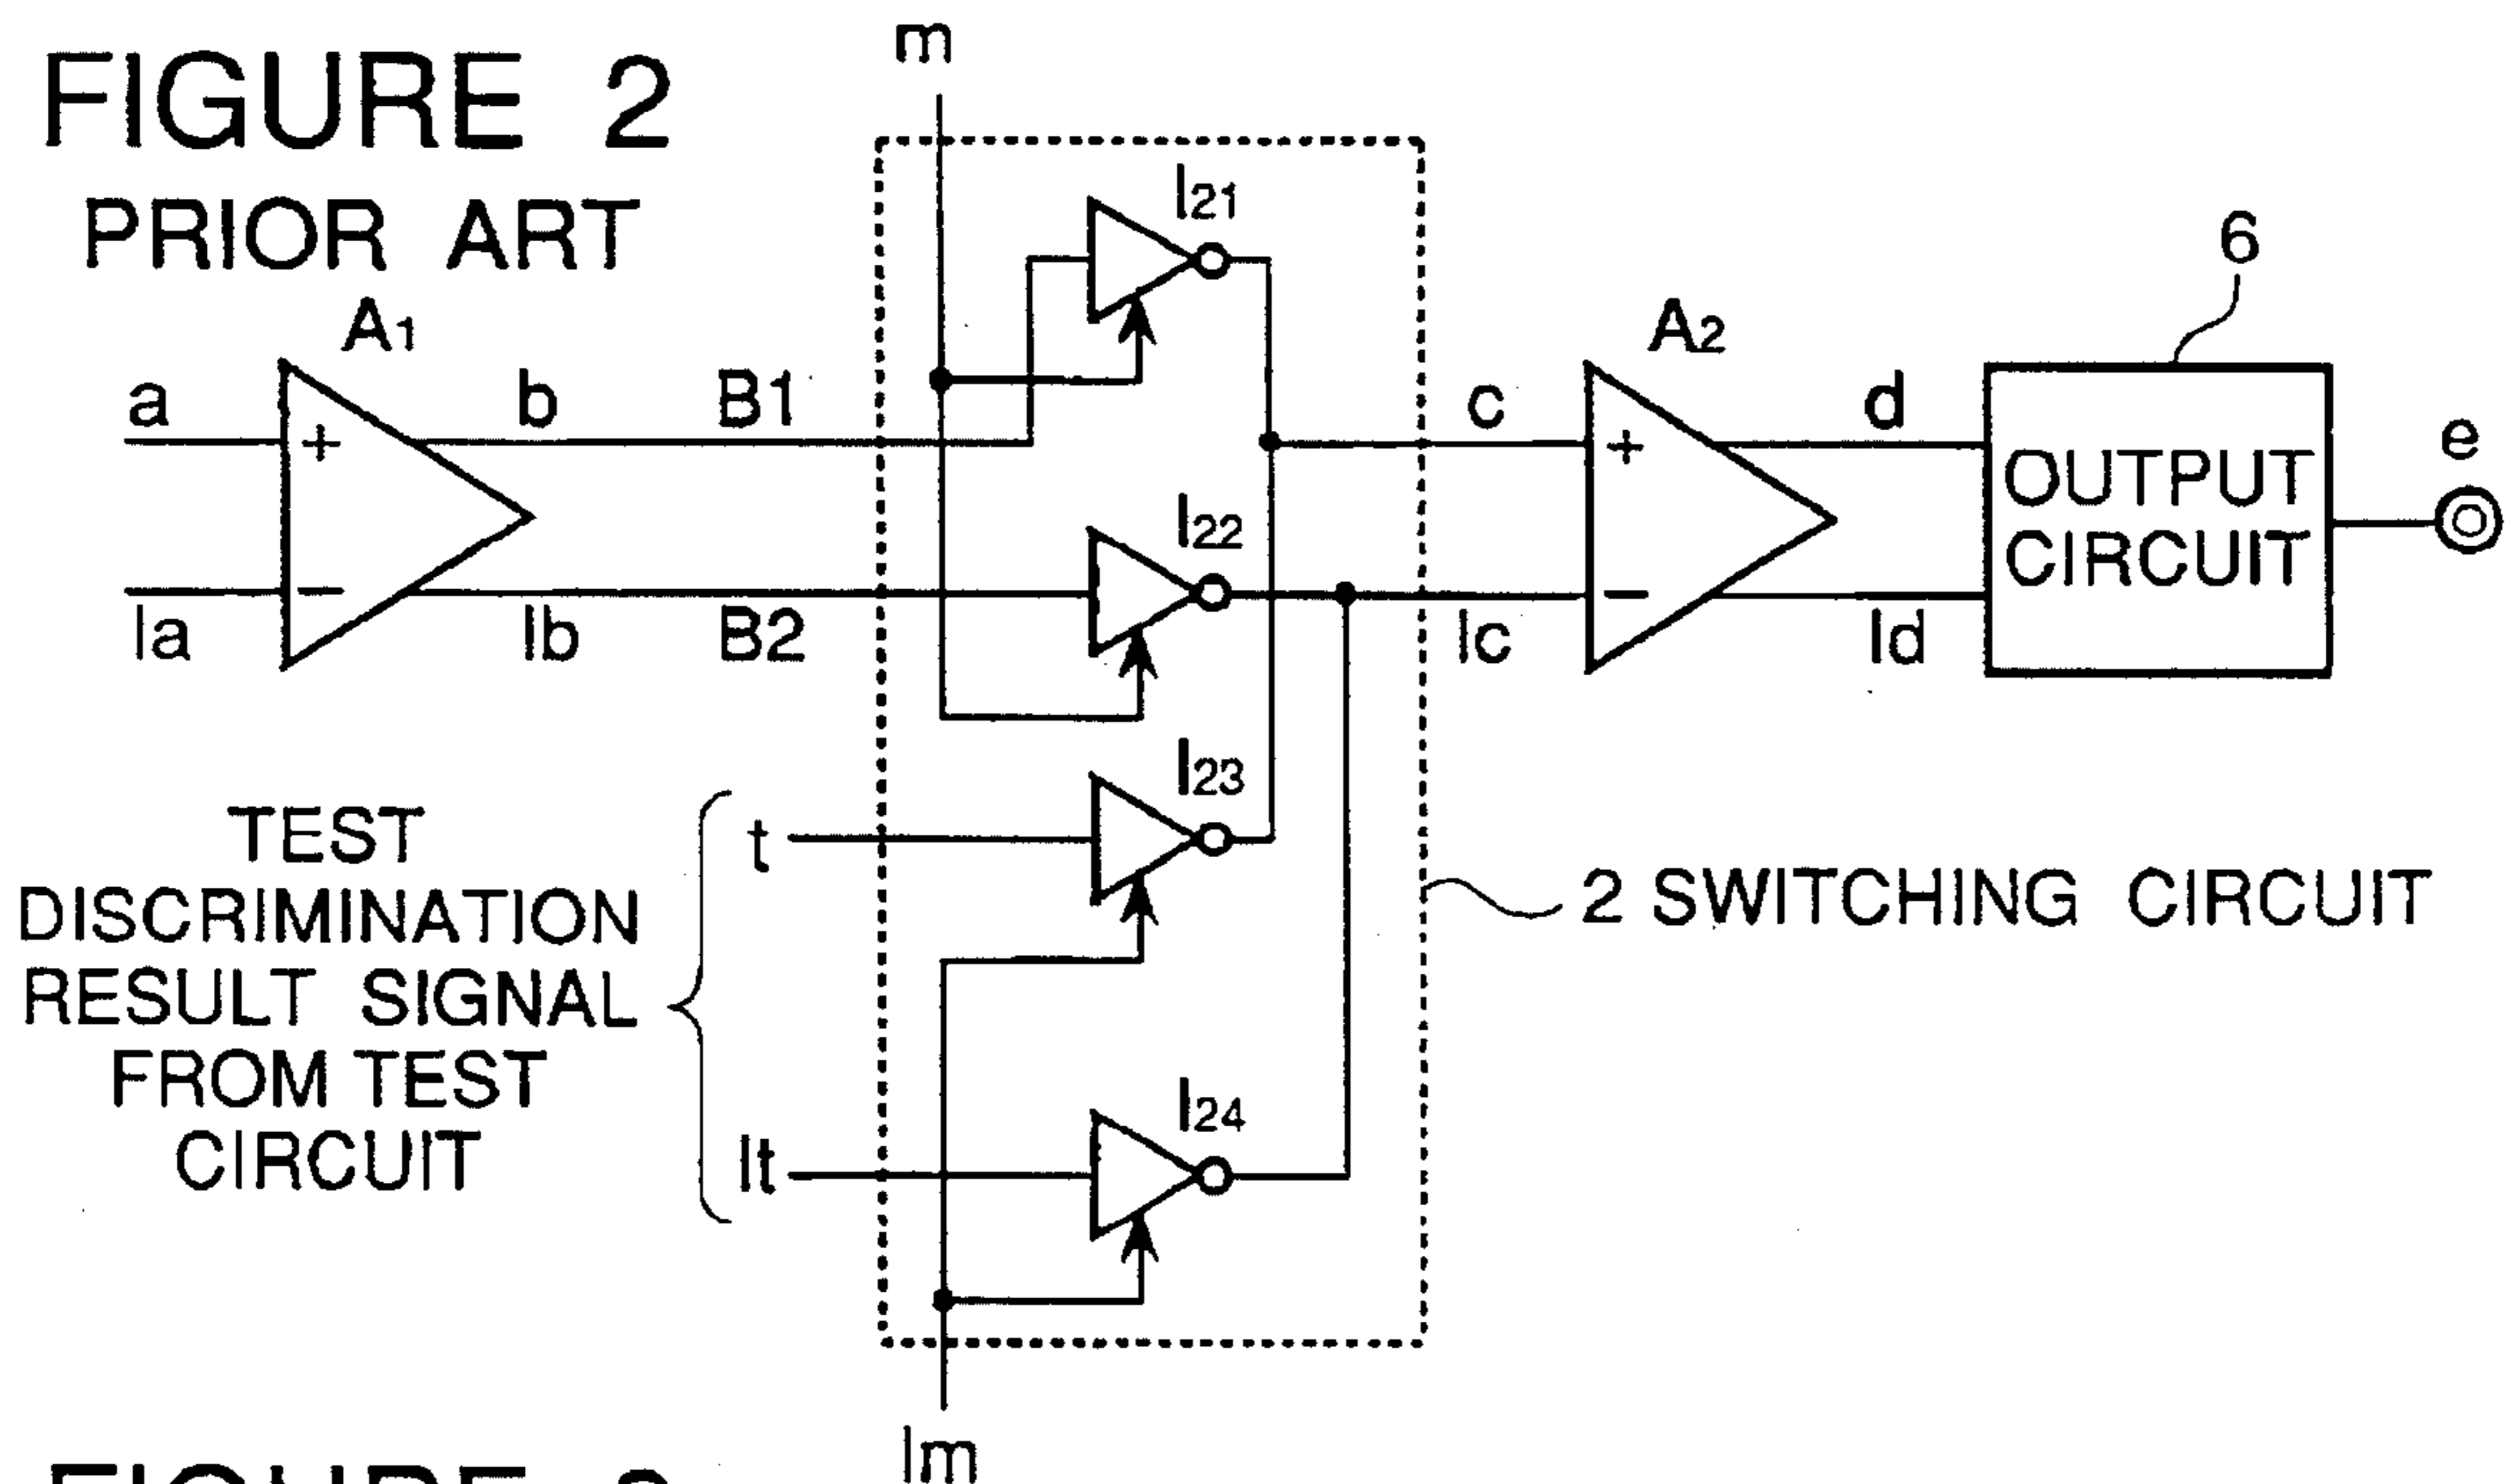 FIGURE 2
PRIOR ART
m
I21
6
A1
A2
a
b
B1
c
d
e
+
+
OUTPUT
CIRCUIT
I22
−
−
Ia
Ib
B2
Ic
Id
I23
TEST
DISCRIMINATION
RESULT SIGNAL
FROM TEST
CIRCUIT
t
2 SWITCHING CIRCUIT
I24
It
Im